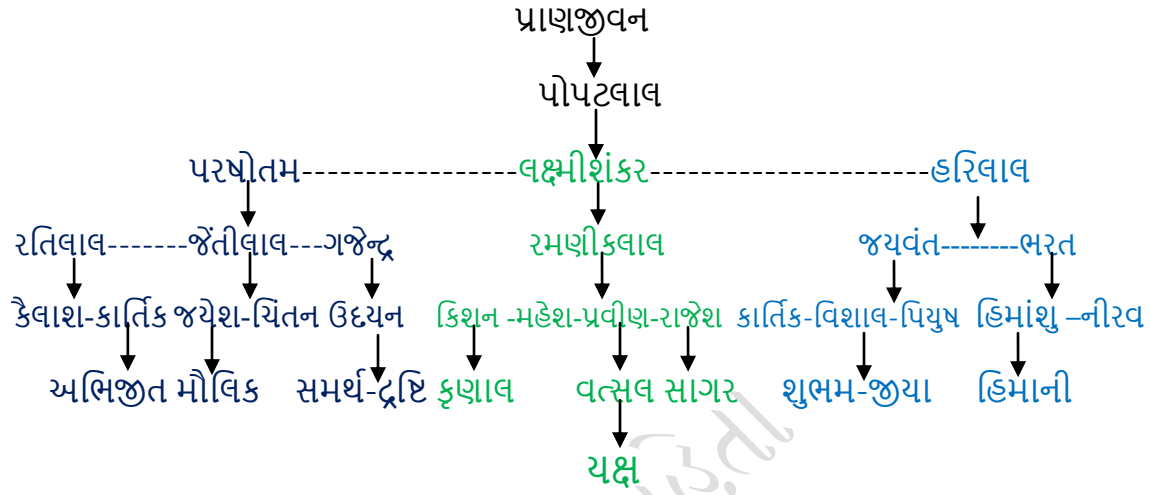 પ્રાણજીવન
પોપટલાલ
પરષોતમ-----------------લક્ષ્મીશંકર----------------------હરિલાલ
રતિલાલ-------જેંતીલાલ---ગજેન્દ્ર રમણીકલાલ જયવંત--------ભરત
કૈલાશ-કાર્તિક જયેશ-ચિંતન ઉદયન કિશન -મહેશ-પ્રવીણ-રાજેશ કાર્તિક-વિશાલ-પિયુષ હિમાંશુ –નીરવ
અભિજીત મૌલિક સમર્થ-દ્રષ્ટિ કૃણાલ વત્સલ સાગર શુભમ-જીયા હિમાની
યક્ષ